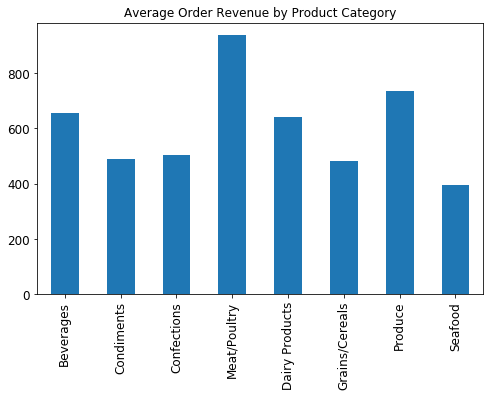 Average Order Revenue by Product Category
800
600
400
200
0
Beverages
Condiments
Confections
Meat/Poultry
Dairy Products
Grains/Cereals
Produce
Seafood